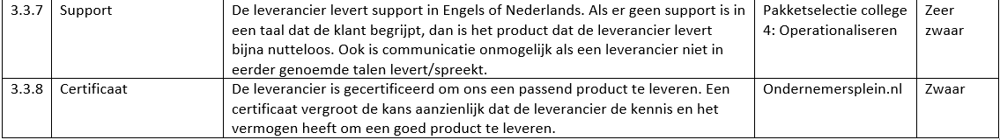 3.3.7 Support De leverancier levert support in Engels of Nederlands. Als er geen support is in Pakketselectie college Zeer
een taal dat de klant begrijpt, dan is het product dat de leverancier levert 4: Operationaliseren zwaar
bijna nutteloos. Ook is communicatie onmogelijk als een leverancier niet in
eerder genoemde talen levert/spreekt.
3.3.8 Certificaat De leverancier is gecertificeerd om ons een passend product te leveren. Een Ondernemersplein.nl Zwaar
certificaat vergroot de kans aanzienlijk dat de leverancier de kennis en het
vermogen heeft om een goed product te leveren.